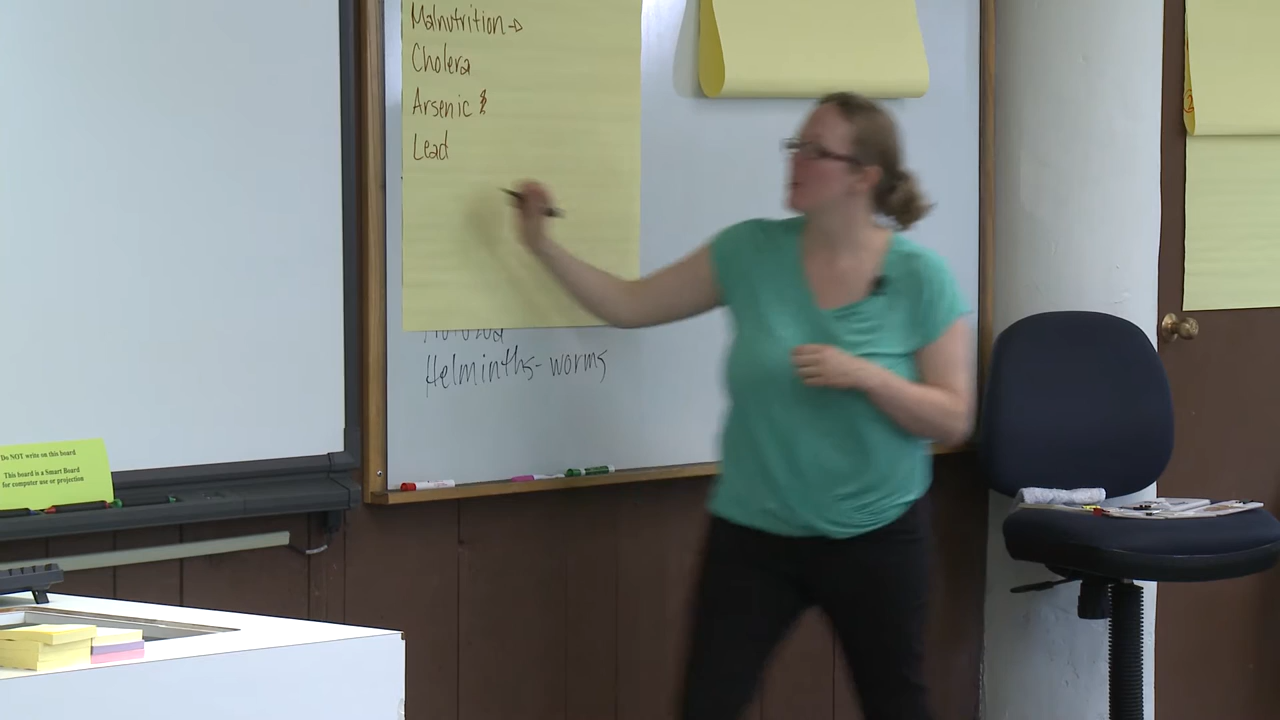 Malnutrition →
Cholera
Arsenic &
Lead
Helminths - worms
Do NOT write on this board
This board is a Smart Board
for computer use or projection